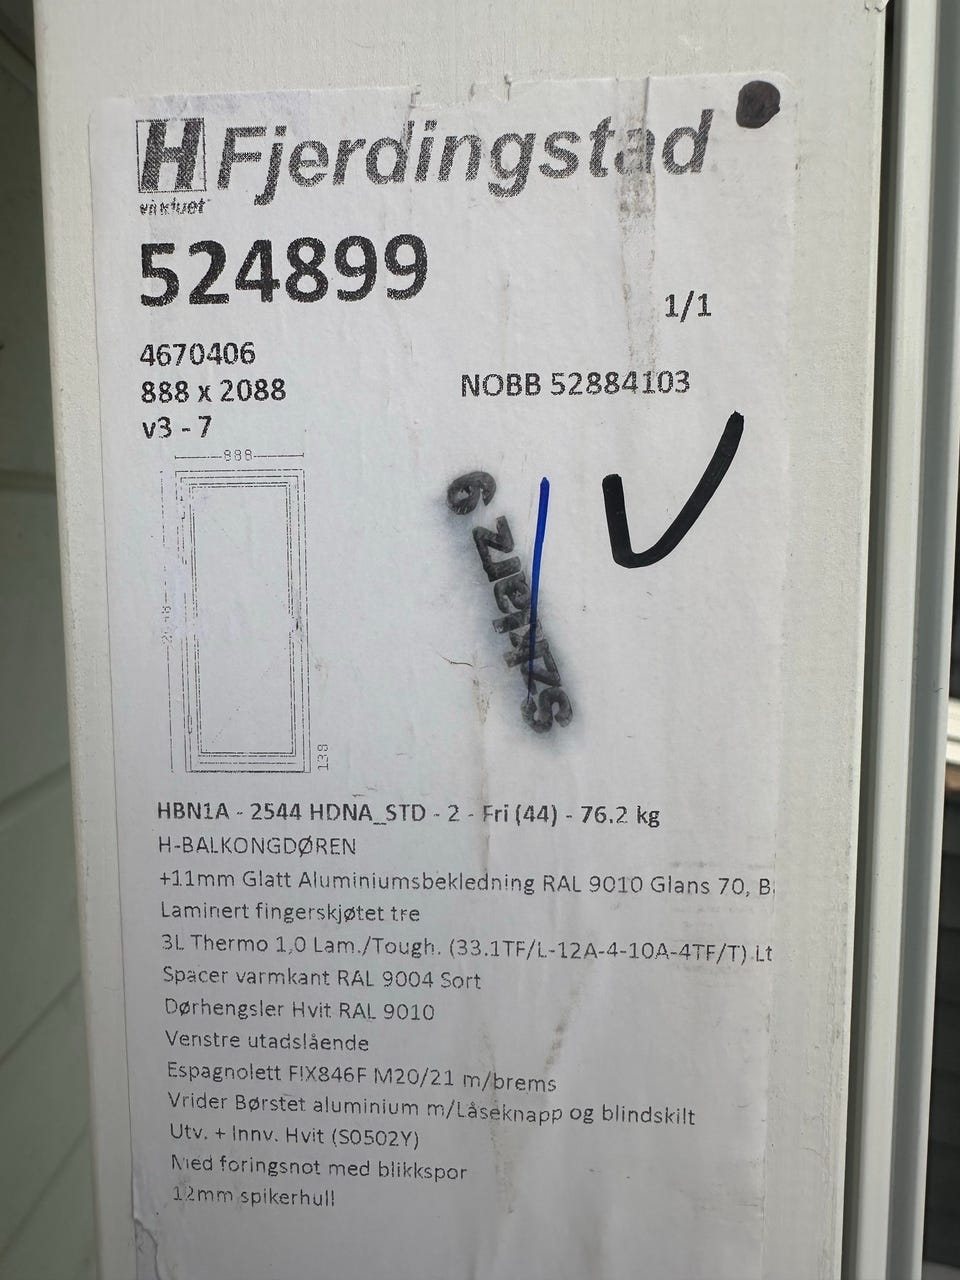 H Fjerdingstad
vinduet
524899
1/1
4670406
888 x 2088
NOBB 52884103
v3 - 7
888
138
HBN1A - 2544 HDNA_STD - 2 - Fri (44) - 76.2 kg
H-BALKONGDØREN
+11mm Glatt Aluminiumsbekledning RAL 9010 Glans 70, B
Laminert fingerskjøtet tre
3L Thermo 1,0 Lam./Tough. (33.1TF/L-12A-4-10A-4TF/T) Lt
Spacer varmkant RAL 9004 Sort
Dørhengsler Hvit RAL 9010
Venstre utadslående
Espagnolett FIX846F M20/21 m/brems
Vrider Børstet aluminium m/Låseknapp og blindskilt
Utv. + Innv. Hvit (S0502Y)
Med foringsnot med blikkspor
12mm spikerhull